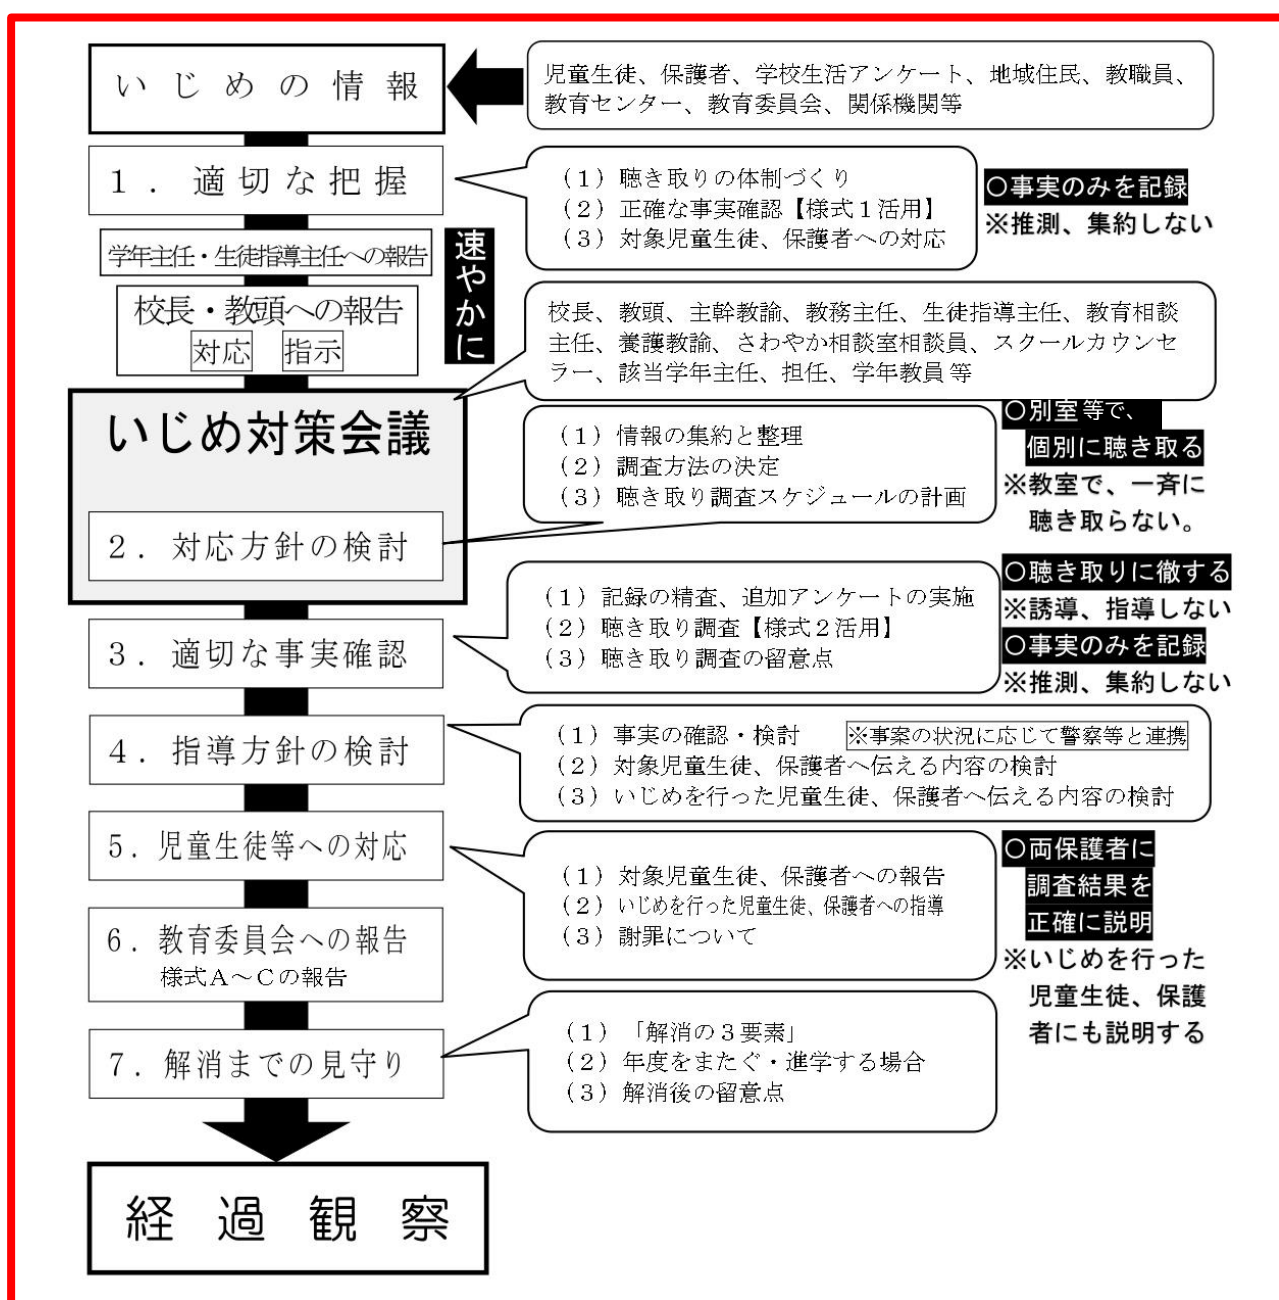 いじめの情報
児童生徒、保護者、学校生活アンケート、地域住民、教職員、
教育センター、教育委員会、関係機関等
1．適切な把握
（1）聴き取りの体制づくり
（2）正確な事実確認【様式1活用】
（3）対象児童生徒、保護者への対応
○事実のみを記録
※推測、集約しない
学年主任・生徒指導主任への報告
速やかに
校長・教頭への報告
対応 指示
校長、教頭、主幹教諭、教務主任、生徒指導主任、教育相談
主任、養護教諭、さわやか相談室相談員、スクールカウンセ
ラー、該当学年主任、担任、学年教員等
いじめ対策会議
2．対応方針の検討
（1）情報の集約と整理
（2）調査方法の決定
（3）聴き取り調査スケジュールの計画
○別室等で、
個別に聴き取る
※教室で、一斉に
聴き取らない。
3．適切な事実確認
（1）記録の精査、追加アンケートの実施
（2）聴き取り調査【様式2活用】
（3）聴き取り調査の留意点
○聴き取りに徹する
※誘導、指導しない
○事実のみを記録
※推測、集約しない
4．指導方針の検討
（1）事実の確認・検討 ※事案の状況に応じて警察等と連携
（2）対象児童生徒、保護者へ伝える内容の検討
（3）いじめを行った児童生徒、保護者へ伝える内容の検討
5．児童生徒等への対応
（1）対象児童生徒、保護者への報告
（2）いじめを行った児童生徒、保護者への指導
（3）謝罪について
○両保護者に
調査結果を
正確に説明
※いじめを行った
児童生徒、保護
者にも説明する
6．教育委員会への報告
様式A～Cの報告
7．解消までの見守り
（1）「解消の3要素」
（2）年度をまたぐ・進学する場合
（3）解消後の留意点
経過観察